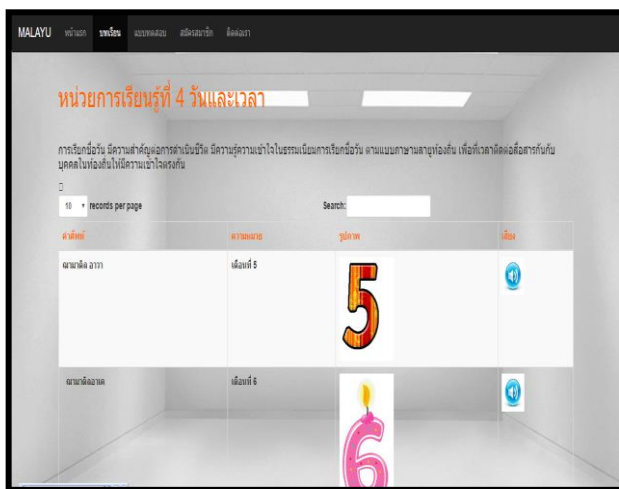 MALAYU หน้าแรก บทเรียน แบบทดสอบ สมัครสมาชิก ติดต่อเรา
หน่วยการเรียนรู้ที่ 4 วันและเวลา
การเรียกชื่อวัน มีความสำคัญต่อการดำเนินชีวิต มีความรู้ความเข้าใจในธรรมเนียมการเรียกชื่อวัน ตามแบบภาษามลายูท้องถิ่น เพื่อที่เวลาติดต่อสื่อสารกันกับ
บุคคลในท้องถิ่นให้มีความเข้าใจตรงกัน
10 records per page Search:
คำศัพท์ ความหมาย รูปภาพ เสียง
เดือนที่ 5 5
เดือนที่ 6 6